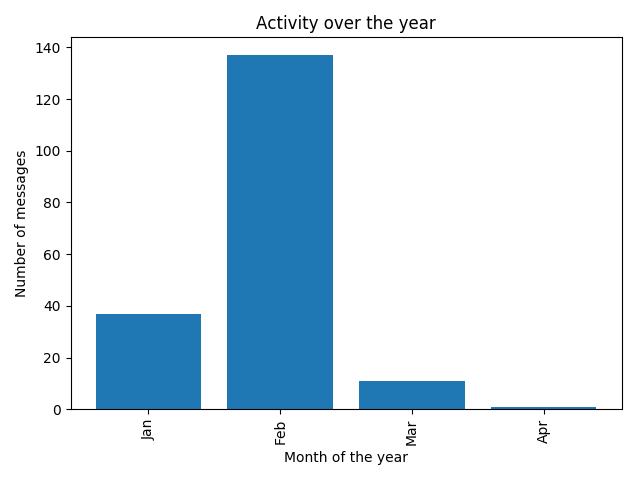 Activity over the year
140
120
100
80
60
40
20
0
Number of messages
Jan Feb Mar Apr
Month of the year